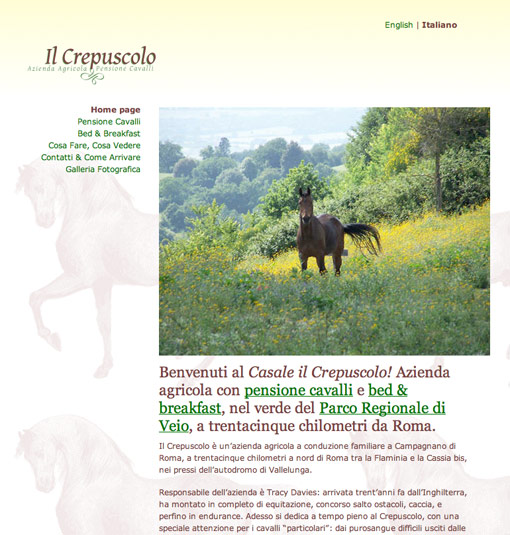 English | Italiano
Il Crepuscolo
Azienda Agricola Pensione Cavalli
Home page
Pensione Cavalli
Bed & Breakfast
Cosa Fare, Cosa Vedere
Contatti & Come Arrivare
Galleria Fotografica
Benvenuti al Casale il Crepuscolo! Azienda
agricola con pensione cavalli e bed &
breakfast, nel verde del Parco Regionale di
Veio, a trentacinque chilometri da Roma.
Il Crepuscolo è un’azienda agricola a conduzione familiare a Campagnano di
Roma, a trentacinque chilometri a nord di Roma tra la Flaminia e la Cassia bis,
nei pressi dell’autodromo di Vallelunga.
Responsabile dell’azienda è Tracy Davies: arrivata trent’anni fa dall’Inghilterra,
ha montato in completo di equitazione, concorso salto ostacoli, caccia, e
perfino in endurance. Adesso si dedica a tempo pieno al Crepuscolo, con una
speciale attenzione per i cavalli “particolari”: dai purosangue difficili usciti dalle